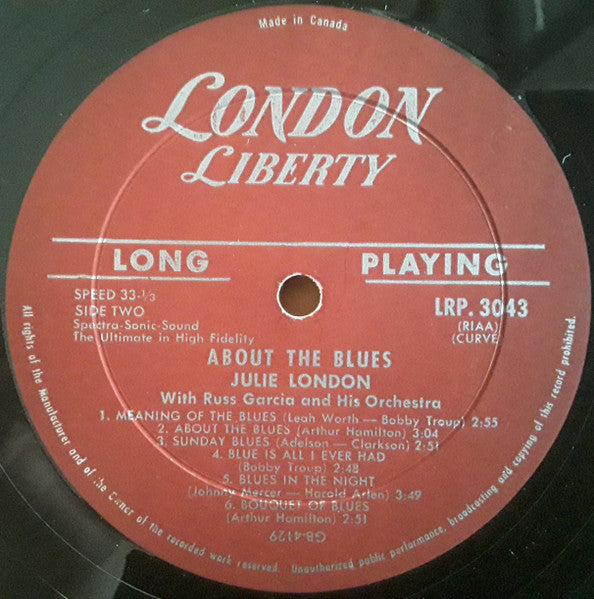 Made in Canada
LONDON
LIBERTY
LONG PLAYING
SPEED 33-1/3
SIDE TWO
Spectra-Sonic-Sound
The Ultimate in High Fidelity
LRP. 3043
(RIAA)
(CURVE
ABOUT THE BLUES
JULIE LONDON
With Russ Garcia and His Orchestra
1. MEANING OF THE BLUES (Leah Worth — Bobby Troup) 2:55
2. ABOUT THE BLUES (Arthur Hamilton) 3:04
3. SUNDAY BLUES (Adelson — Clarkson) 2:51
4. BLUE IS ALL I EVER HAD
(Bobby Troup) 2:48
5. BLUES IN THE NIGHT
(Johnny Mercer — Harold Arlen) 3:49
6. BOUQUET OF BLUES
(Arthur Hamilton) 2:51
GB-4129
All rights of the Manufacturer and of the Owner of the recorded work reserved. Unauthorized public performance, broadcasting and copying of this record prohibited.